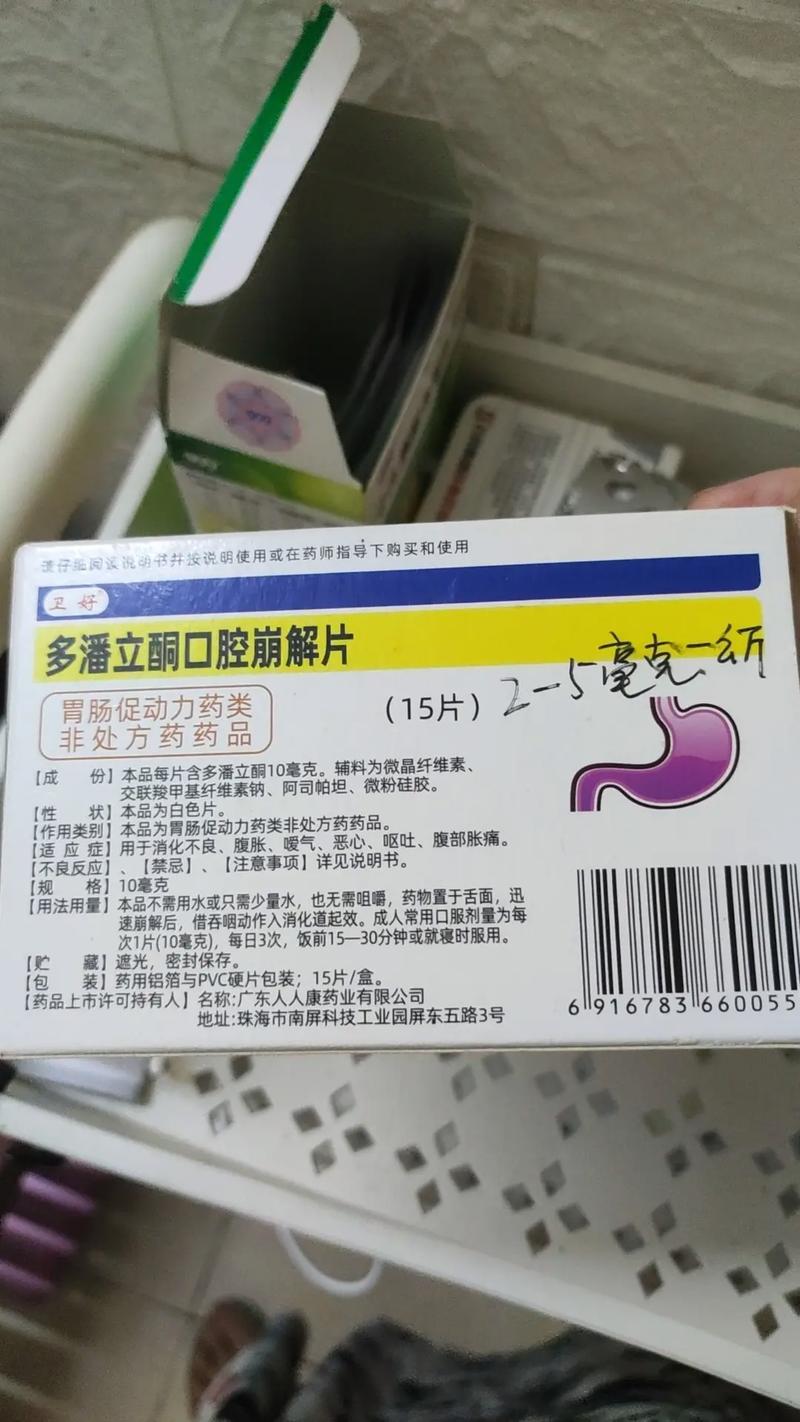 请仔细阅读说明书并按说明使用或在药师指导下购买和使用
卫好
多潘立酮口腔崩解片
胃肠促动力药类
非处方药药品
(15片)
2-5毫克一公斤
【成 份】本品每片含多潘立酮10毫克。辅料为微晶纤维素、
交联羧甲基纤维素钠、阿司帕坦、微粉硅胶。
【性 状】本品为白色片。
【作用类别】本品为胃肠促动力药类非处方药药品。
【适 应 症】用于消化不良、腹胀、嗳气、恶心、呕吐、腹部胀痛。
【不良反应】、【禁忌】、【注意事项】详见说明书。
【规 格】10毫克
【用法用量】本品不需用水或只需少量水，也无需咀嚼，药物置于舌面，迅
速崩解后，借吞咽动作入消化道起效。成人常用口服剂量为每
次1片(10毫克)，每日3次，饭前15—30分钟或就寝时服用。
【贮 藏】遮光，密封保存。
【包 装】药用铝箔与PVC硬片包装；15片/盒。
【药品上市许可持有人】名称:广东人人康药业有限公司
地址:珠海市南屏科技工业园屏东五路3号
6 916783 660055